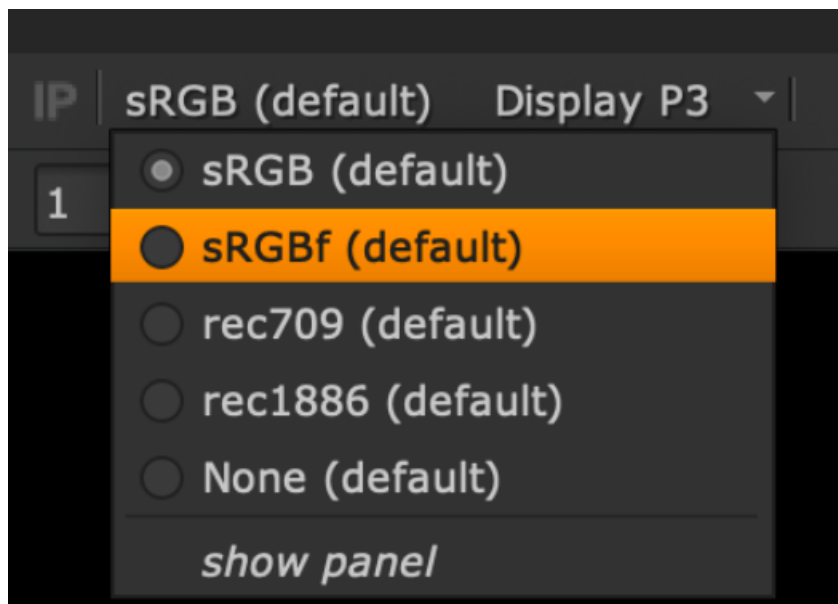 IP sRGB (default) Display P3
sRGB (default)
1
sRGBf (default)
rec709 (default)
rec1886 (default)
None (default)
show panel